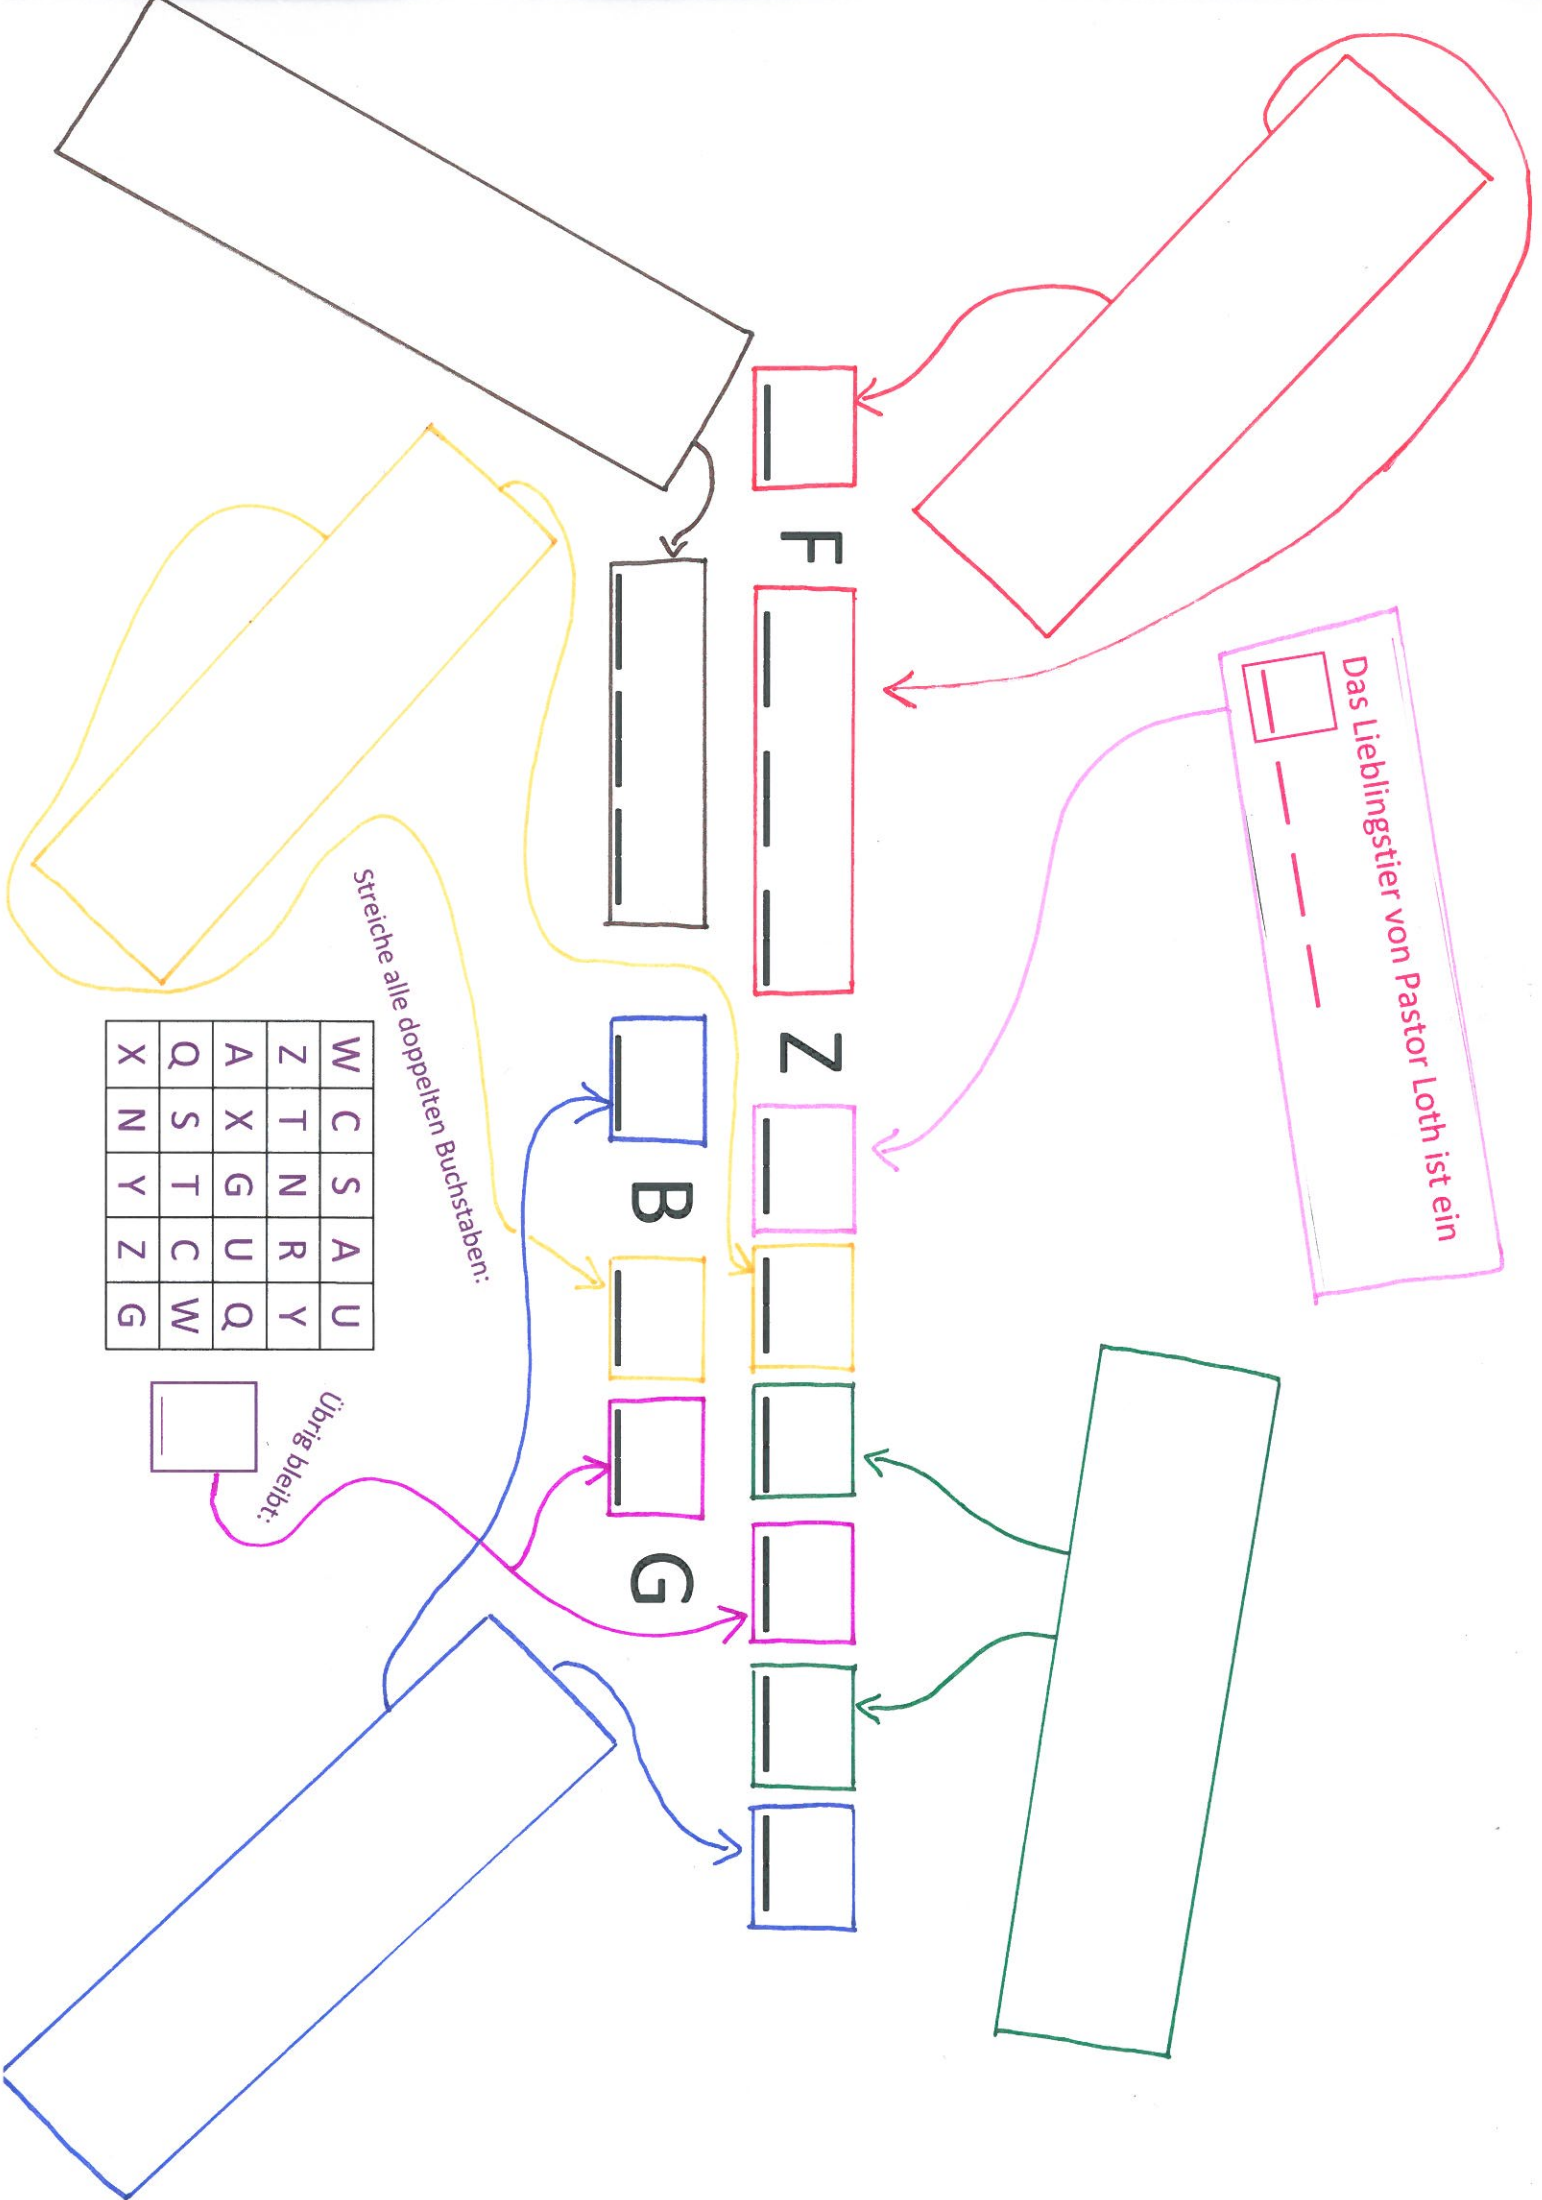 Das Lieblingstier von Pastor Loth ist ein
_ _ _ _
_ F _ _ _ Z _ _ _ _ _ _
_ _ _ _ B _ _ G
Streiche alle doppelten Buchstaben:
W C S A U
Z T N R Y
A X G U Q
Q S T C W
X N Y Z G
Übrig bleibt:
_